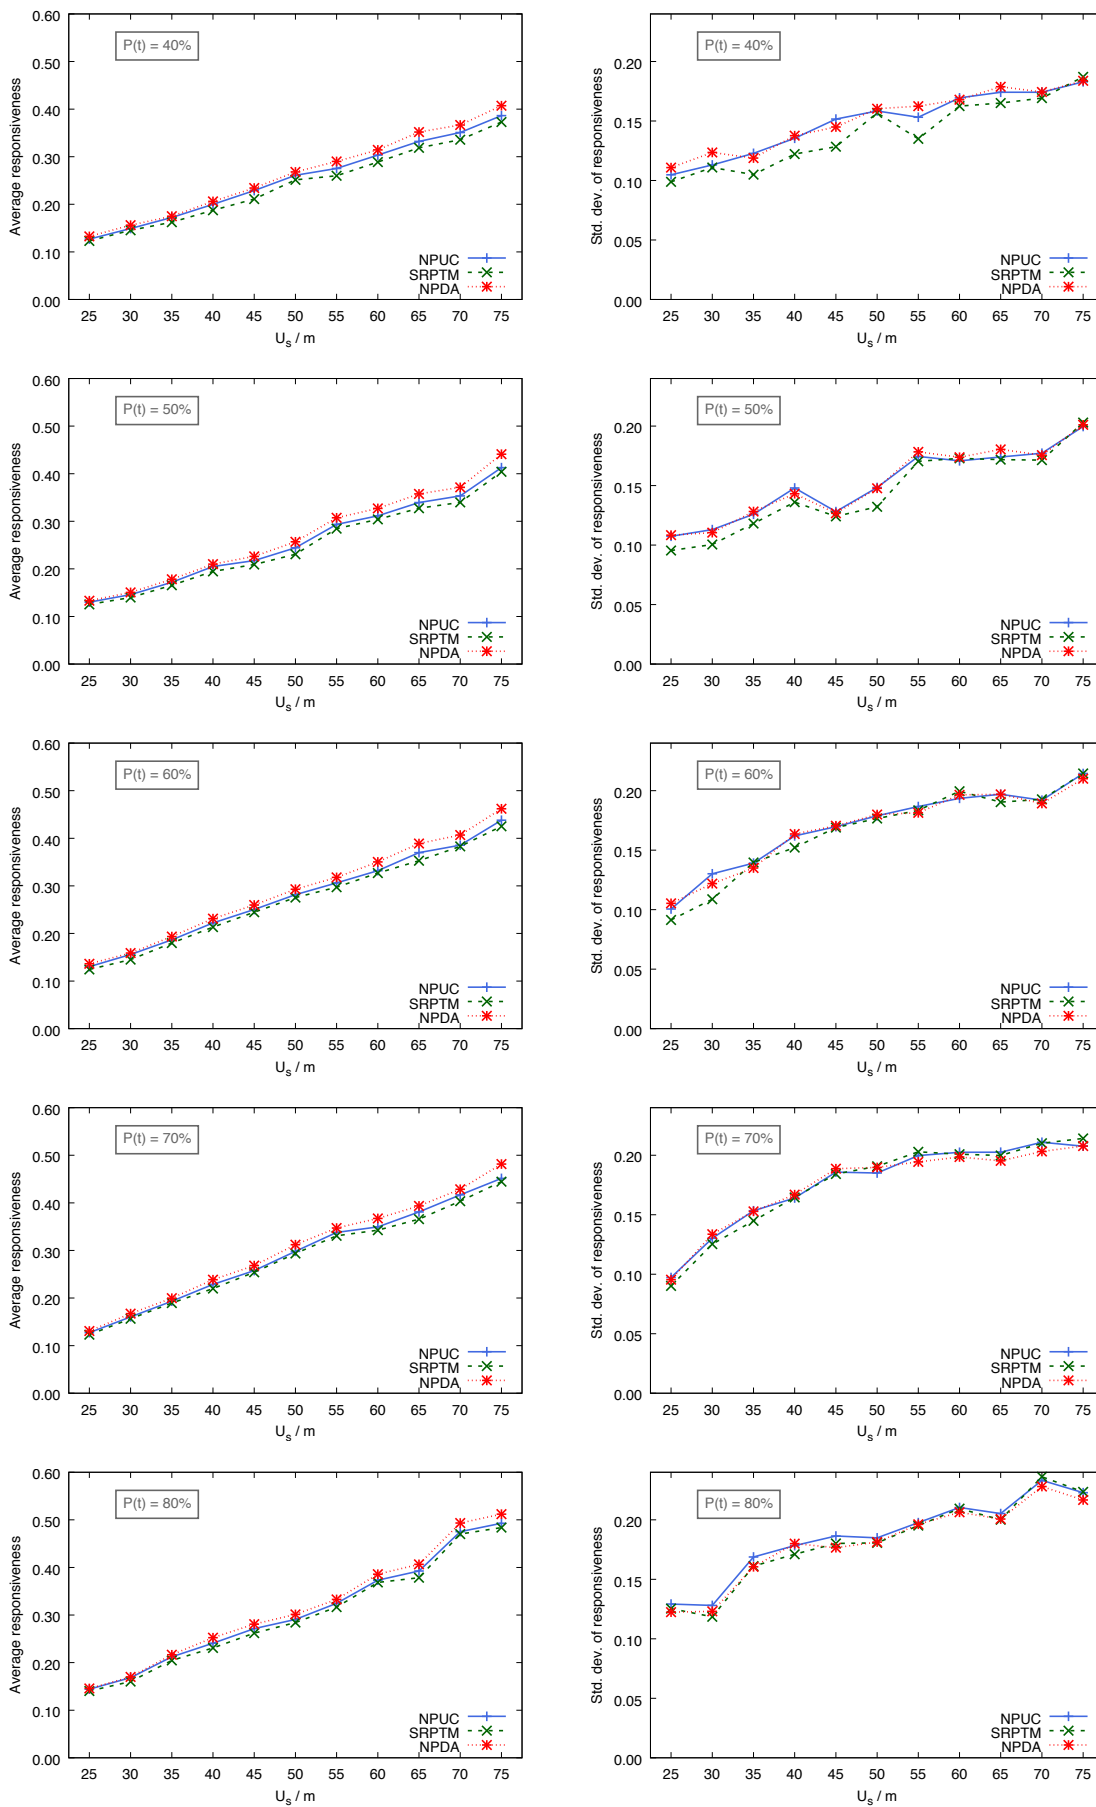 Average responsiveness
0.60
0.50
0.40
0.30
0.20
0.10
0.00
P(t) = 40%
NPUC
SRPTM
NPDA
25 30 35 40 45 50 55 60 65 70 75
U_s / m
Std. dev. of responsiveness
0.20
0.15
0.10
0.05
0.00
P(t) = 40%
NPUC
SRPTM
NPDA
25 30 35 40 45 50 55 60 65 70 75
U_s / m
Average responsiveness
0.60
0.50
0.40
0.30
0.20
0.10
0.00
P(t) = 50%
NPUC
SRPTM
NPDA
25 30 35 40 45 50 55 60 65 70 75
U_s / m
Std. dev. of responsiveness
0.20
0.15
0.10
0.05
0.00
P(t) = 50%
NPUC
SRPTM
NPDA
25 30 35 40 45 50 55 60 65 70 75
U_s / m
Average responsiveness
0.60
0.50
0.40
0.30
0.20
0.10
0.00
P(t) = 60%
NPUC
SRPTM
NPDA
25 30 35 40 45 50 55 60 65 70 75
U_s / m
Std. dev. of responsiveness
0.20
0.15
0.10
0.05
0.00
P(t) = 60%
NPUC
SRPTM
NPDA
25 30 35 40 45 50 55 60 65 70 75
U_s / m
Average responsiveness
0.60
0.50
0.40
0.30
0.20
0.10
0.00
P(t) = 70%
NPUC
SRPTM
NPDA
25 30 35 40 45 50 55 60 65 70 75
U_s / m
Std. dev. of responsiveness
0.20
0.15
0.10
0.05
0.00
P(t) = 70%
NPUC
SRPTM
NPDA
25 30 35 40 45 50 55 60 65 70 75
U_s / m
Average responsiveness
0.60
0.50
0.40
0.30
0.20
0.10
0.00
P(t) = 80%
NPUC
SRPTM
NPDA
25 30 35 40 45 50 55 60 65 70 75
U_s / m
Std. dev. of responsiveness
0.20
0.15
0.10
0.05
0.00
P(t) = 80%
NPUC
SRPTM
NPDA
25 30 35 40 45 50 55 60 65 70 75
U_s / m